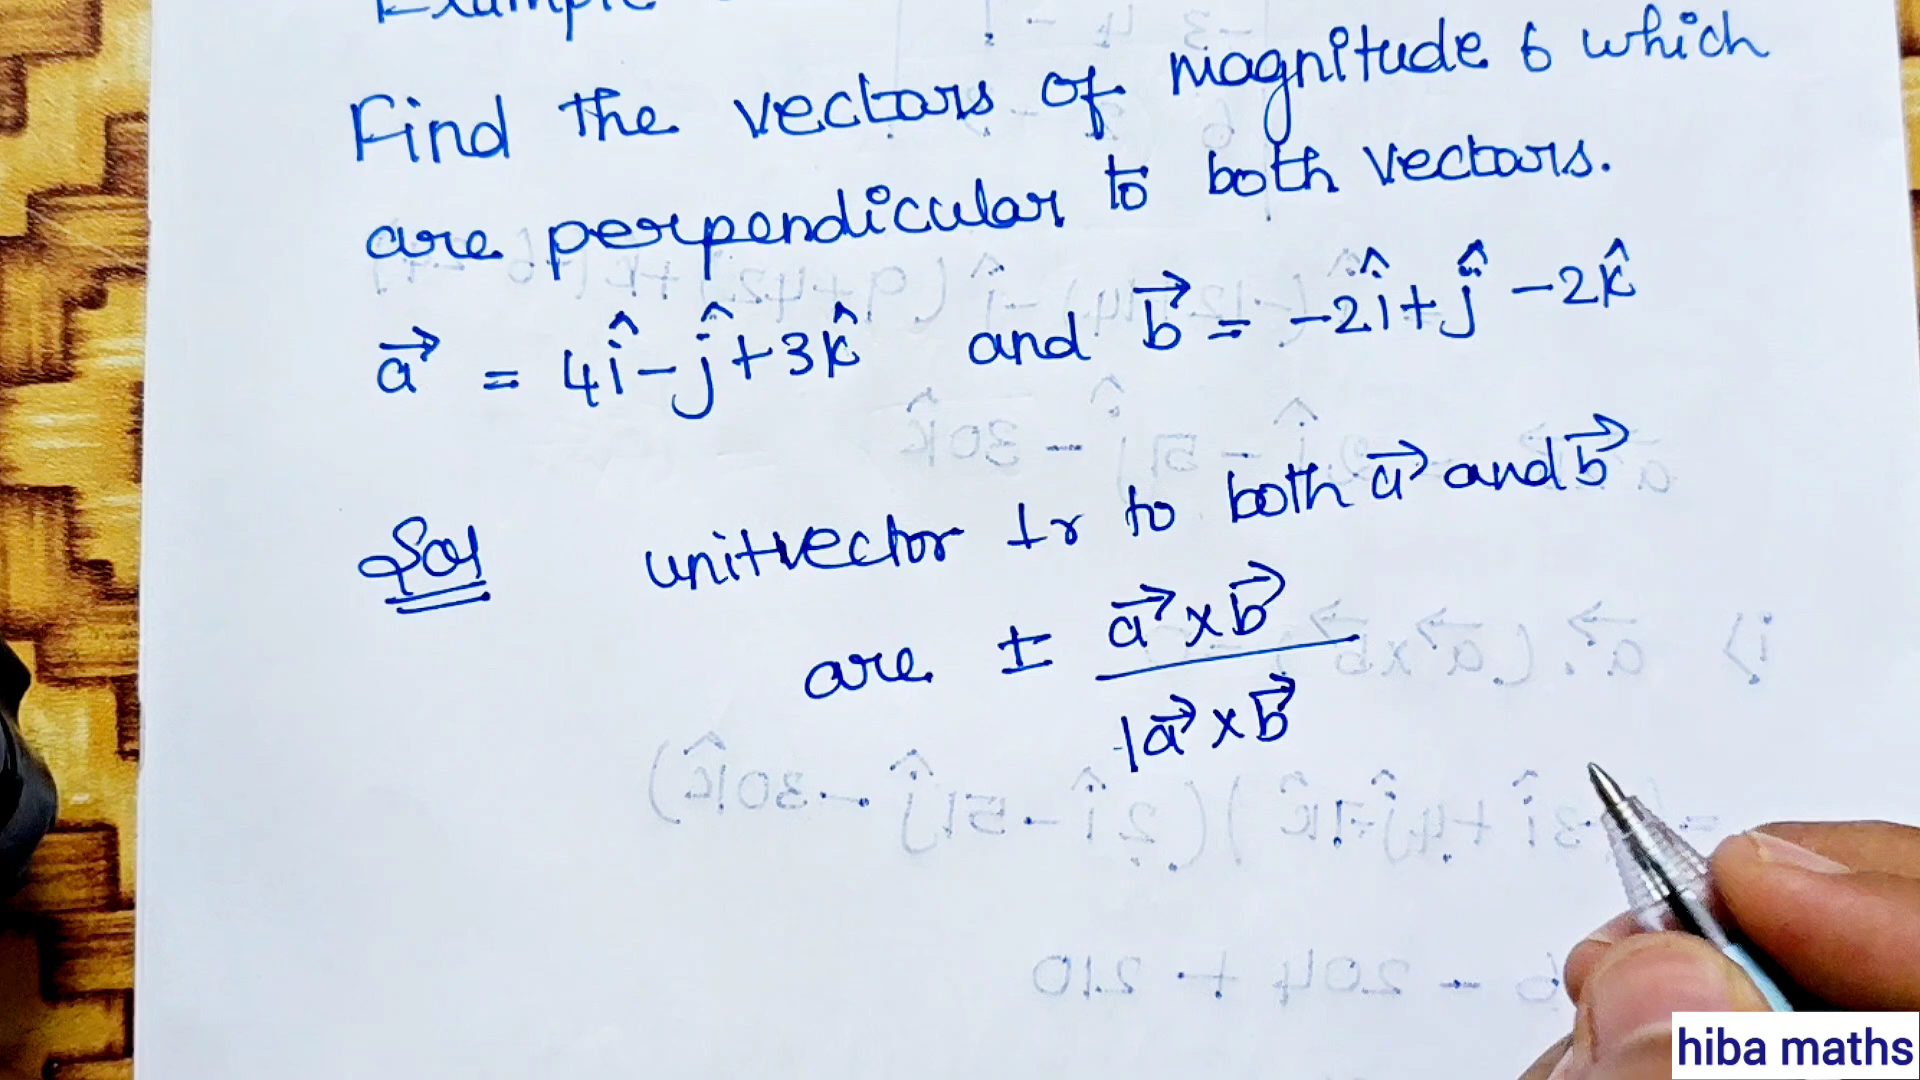 Example
Find the vectors of magnitude 6 which
are perpendicular to both vectors.
a⃗ = 4î - ĵ + 3k̂ and b⃗ = -2î + ĵ - 2k̂
Sol unitvector ⊥r to both a⃗ and b⃗
are ± a⃗ × b⃗
|a⃗ × b⃗
hiba maths